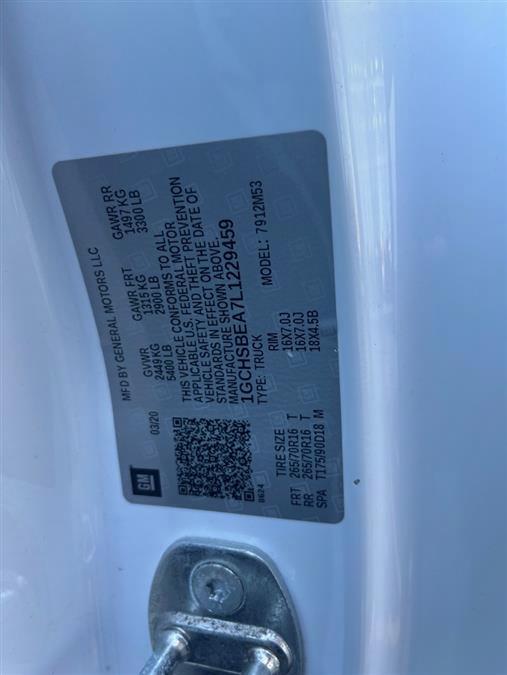 MFD BY GENERAL MOTORS LLC
03/20 GVWR GAWR FRT GAWR RR
2449 KG 1315 KG 1497 KG
5400 LB 2900 LB 3300 LB
THIS VEHICLE CONFORMS TO ALL
APPLICABLE U.S. FEDERAL MOTOR
VEHICLE SAFETY AND THEFT PREVENTION
STANDARDS IN EFFECT ON THE DATE OF
MANUFACTURE SHOWN ABOVE.
1GCHSBEA7L1229459
TYPE: TRUCK MODEL: 7912M53
GM
0624
TIRE SIZE RIM
FRT 265/70R16 T 16X7.0J
RR 265/70R16 T 16X7.0J
SPA T175/90D18 M 18X4.5B